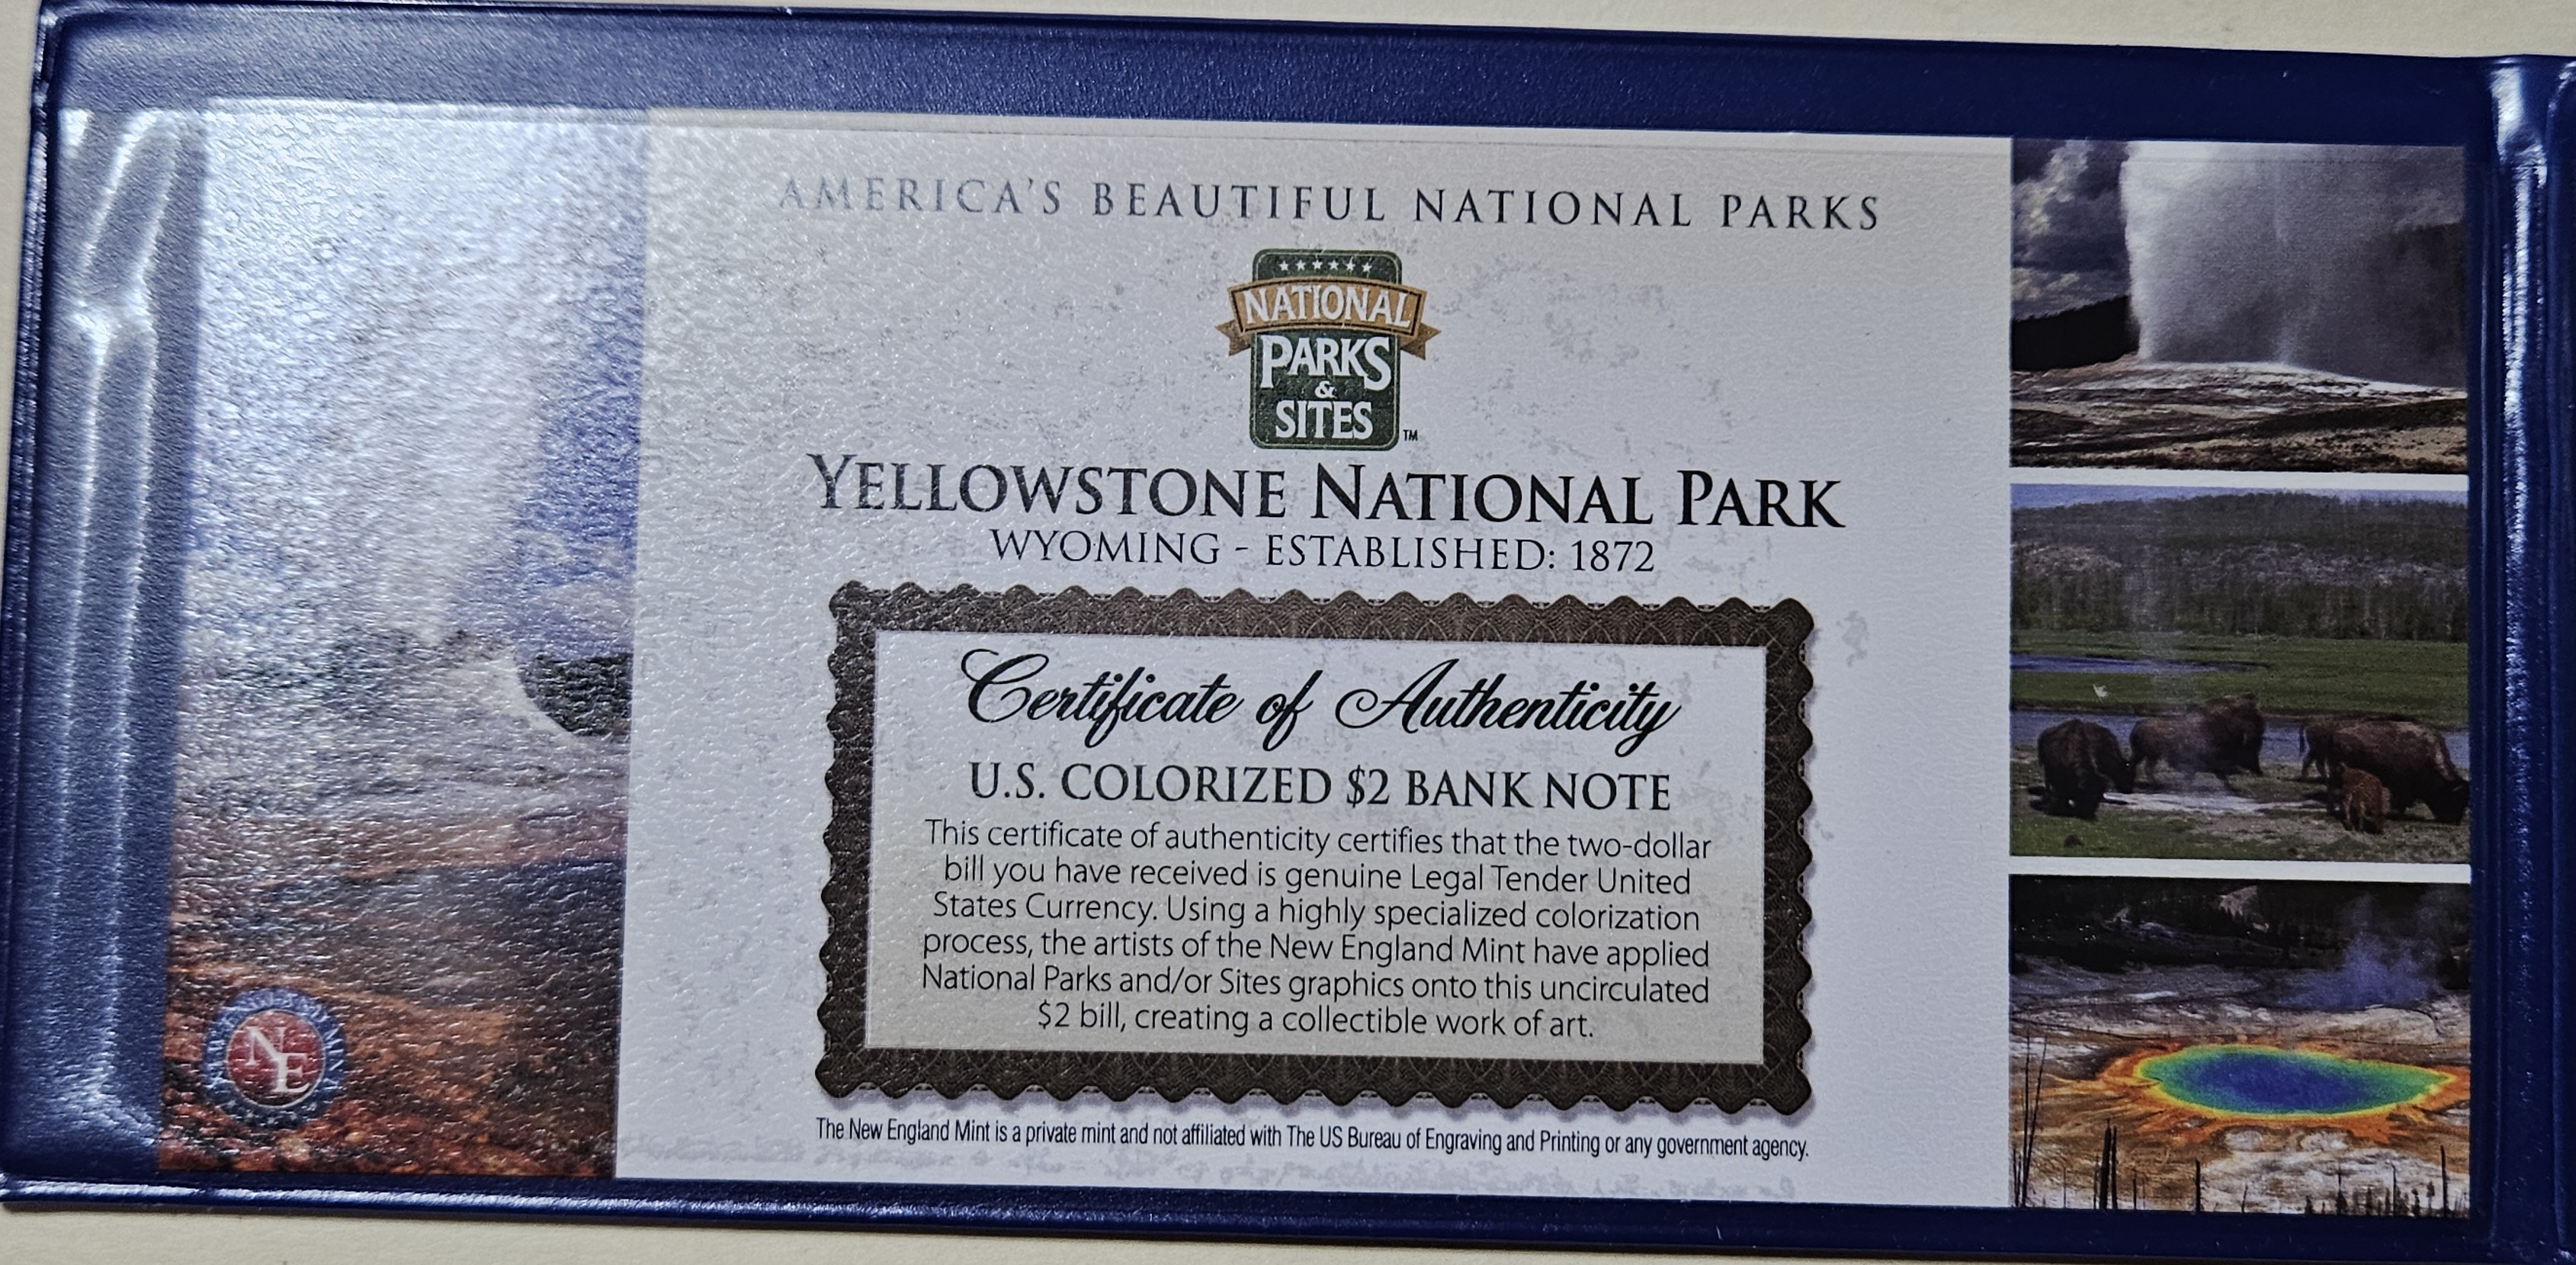 AMERICA'S BEAUTIFUL NATIONAL PARKS
NATIONAL
PARKS
&
SITES
™
YELLOWSTONE NATIONAL PARK
WYOMING - ESTABLISHED: 1872
Certificate of Authenticity
U.S. COLORIZED $2 BANK NOTE
This certificate of authenticity certifies that the two-dollar
bill you have received is genuine Legal Tender United
States Currency. Using a highly specialized colorization
process, the artists of the New England Mint have applied
National Parks and/or Sites graphics onto this uncirculated
$2 bill, creating a collectible work of art.
NE
The New England Mint is a private mint and not affiliated with The US Bureau of Engraving and Printing or any government agency.